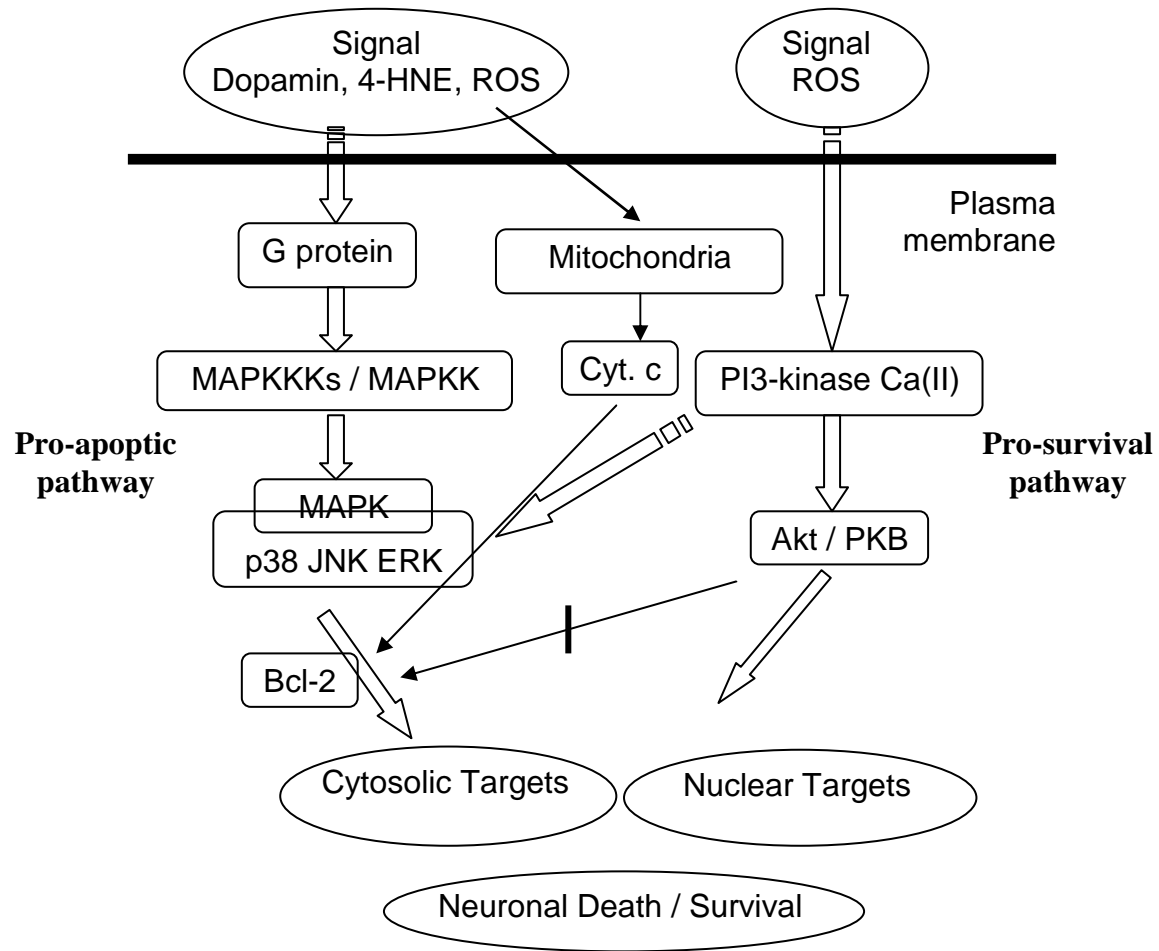 Signal
Dopamin, 4-HNE, ROS
Signal
ROS
Plasma
membrane
G protein
Mitochondria
MAPKKKs / MAPKK
Cyt. c
PI3-kinase Ca(II)
Pro-apoptic
pathway
Pro-survival
pathway
MAPK
p38 JNK ERK
Akt / PKB
Bcl-2
Cytosolic Targets
Nuclear Targets
Neuronal Death / Survival